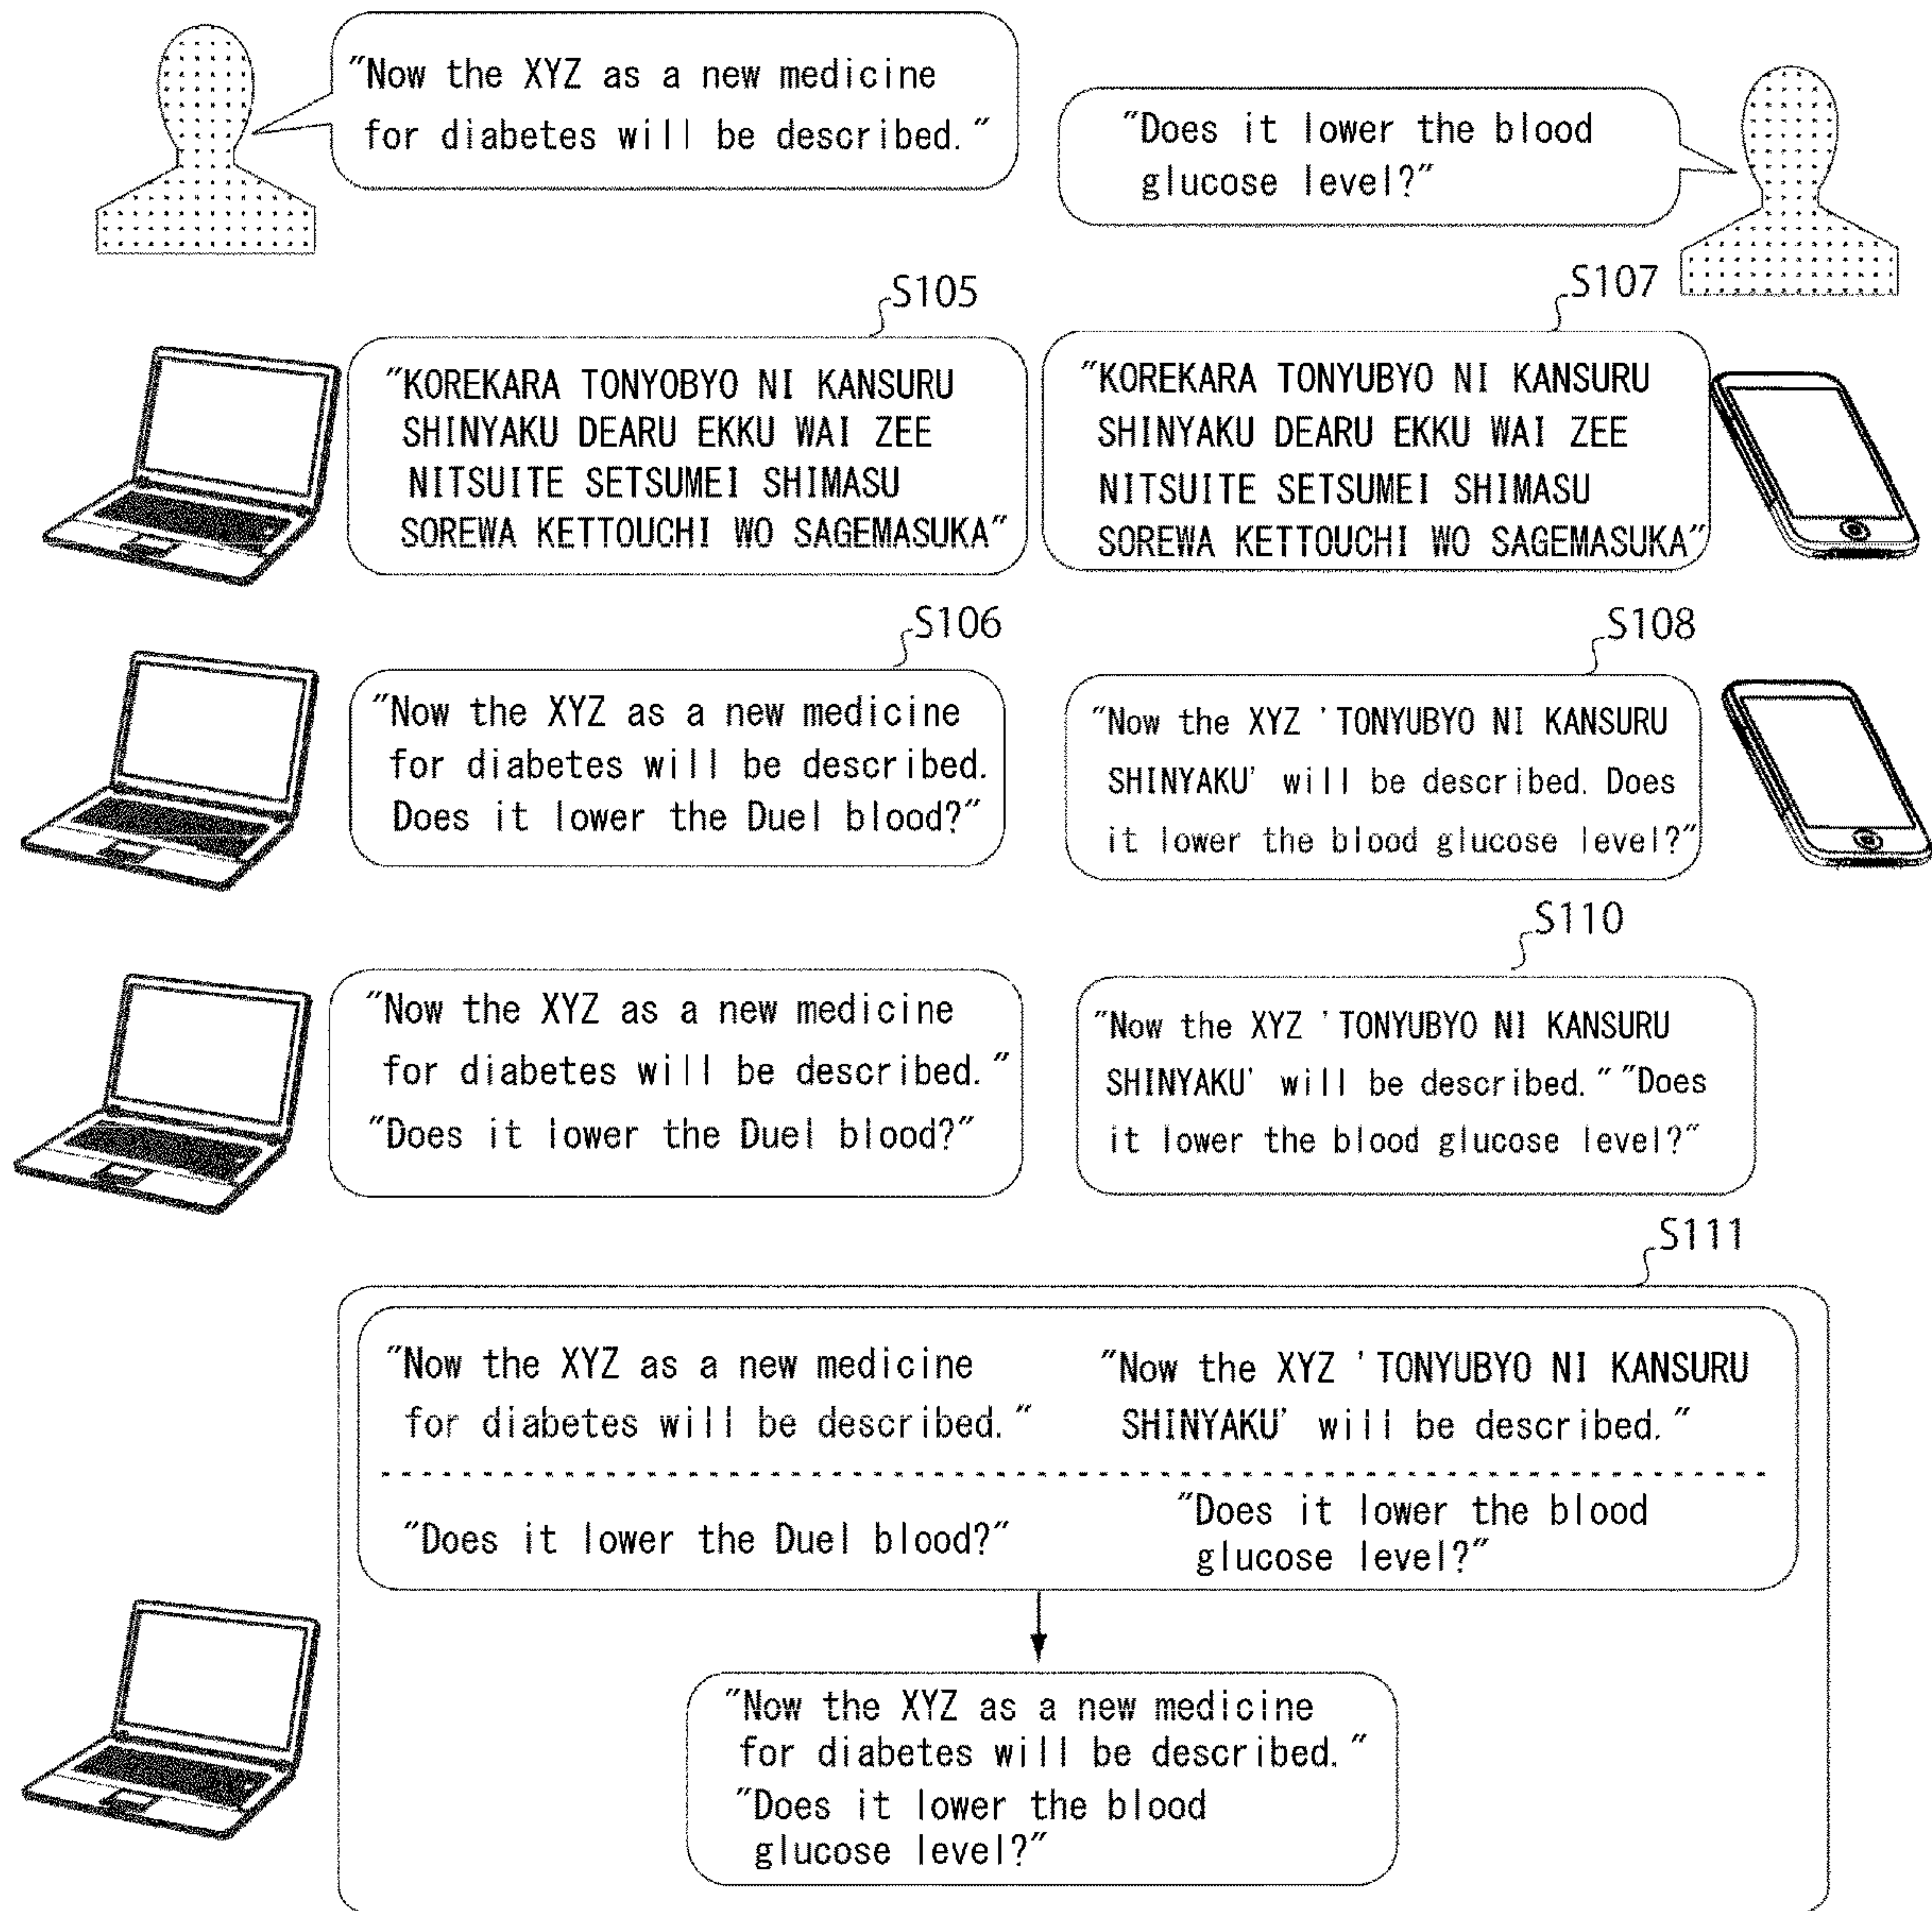 "Now the XYZ as a new medicine
for diabetes will be described."
"Does it lower the blood
glucose level?"
S105
"KOREKARA TONYOBYO NI KANSURU
SHINYAKU DEARU EKKU WAI ZEE
NITSUITE SETSUMEI SHIMASU
SOREWA KETTOUCHI WO SAGEMASUKA"
S107
"KOREKARA TONYUBYO NI KANSURU
SHINYAKU DEARU EKKU WAI ZEE
NITSUITE SETSUMEI SHIMASU
SOREWA KETTOUCHI WO SAGEMASUKA"
S106
"Now the XYZ as a new medicine
for diabetes will be described.
Does it lower the Duel blood?"
S108
"Now the XYZ 'TONYUBYO NI KANSURU
SHINYAKU' will be described. Does
it lower the blood glucose level?"
"Now the XYZ as a new medicine
for diabetes will be described."
"Does it lower the Duel blood?"
S110
"Now the XYZ 'TONYUBYO NI KANSURU
SHINYAKU' will be described." "Does
it lower the blood glucose level?"
S111
"Now the XYZ as a new medicine
for diabetes will be described."
"Now the XYZ 'TONYUBYO NI KANSURU
SHINYAKU' will be described."
"Does it lower the Duel blood?"
"Does it lower the blood
glucose level?"
"Now the XYZ as a new medicine
for diabetes will be described."
"Does it lower the blood
glucose level?"